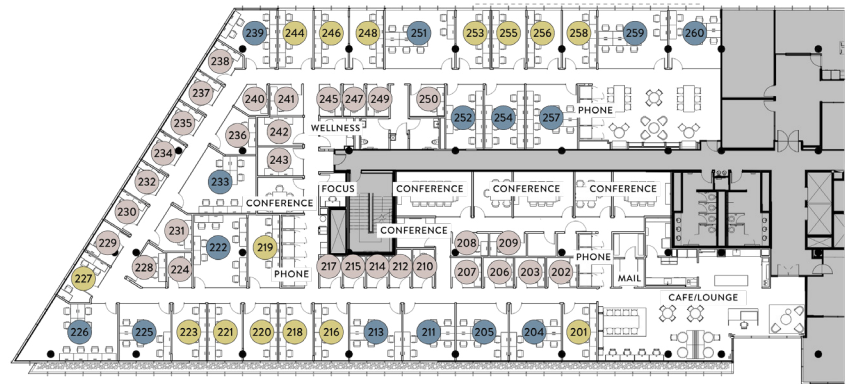 239 244 246 248 251 253 255 256 258 259 260
238
237
240 241 245 247 249 250
252 254 257
PHONE
235
236 242 WELLNESS
234
243
232 233 FOCUS CONFERENCE CONFERENCE CONFERENCE
CONFERENCE
230
231 CONFERENCE
229 222 219 208 209
228 224 PHONE 217 215 214 212 210 207 206 203 202 PHONE
227 MAIL
CAFE/LOUNGE
226 225 223 221 220 218 216 213 211 205 204 201